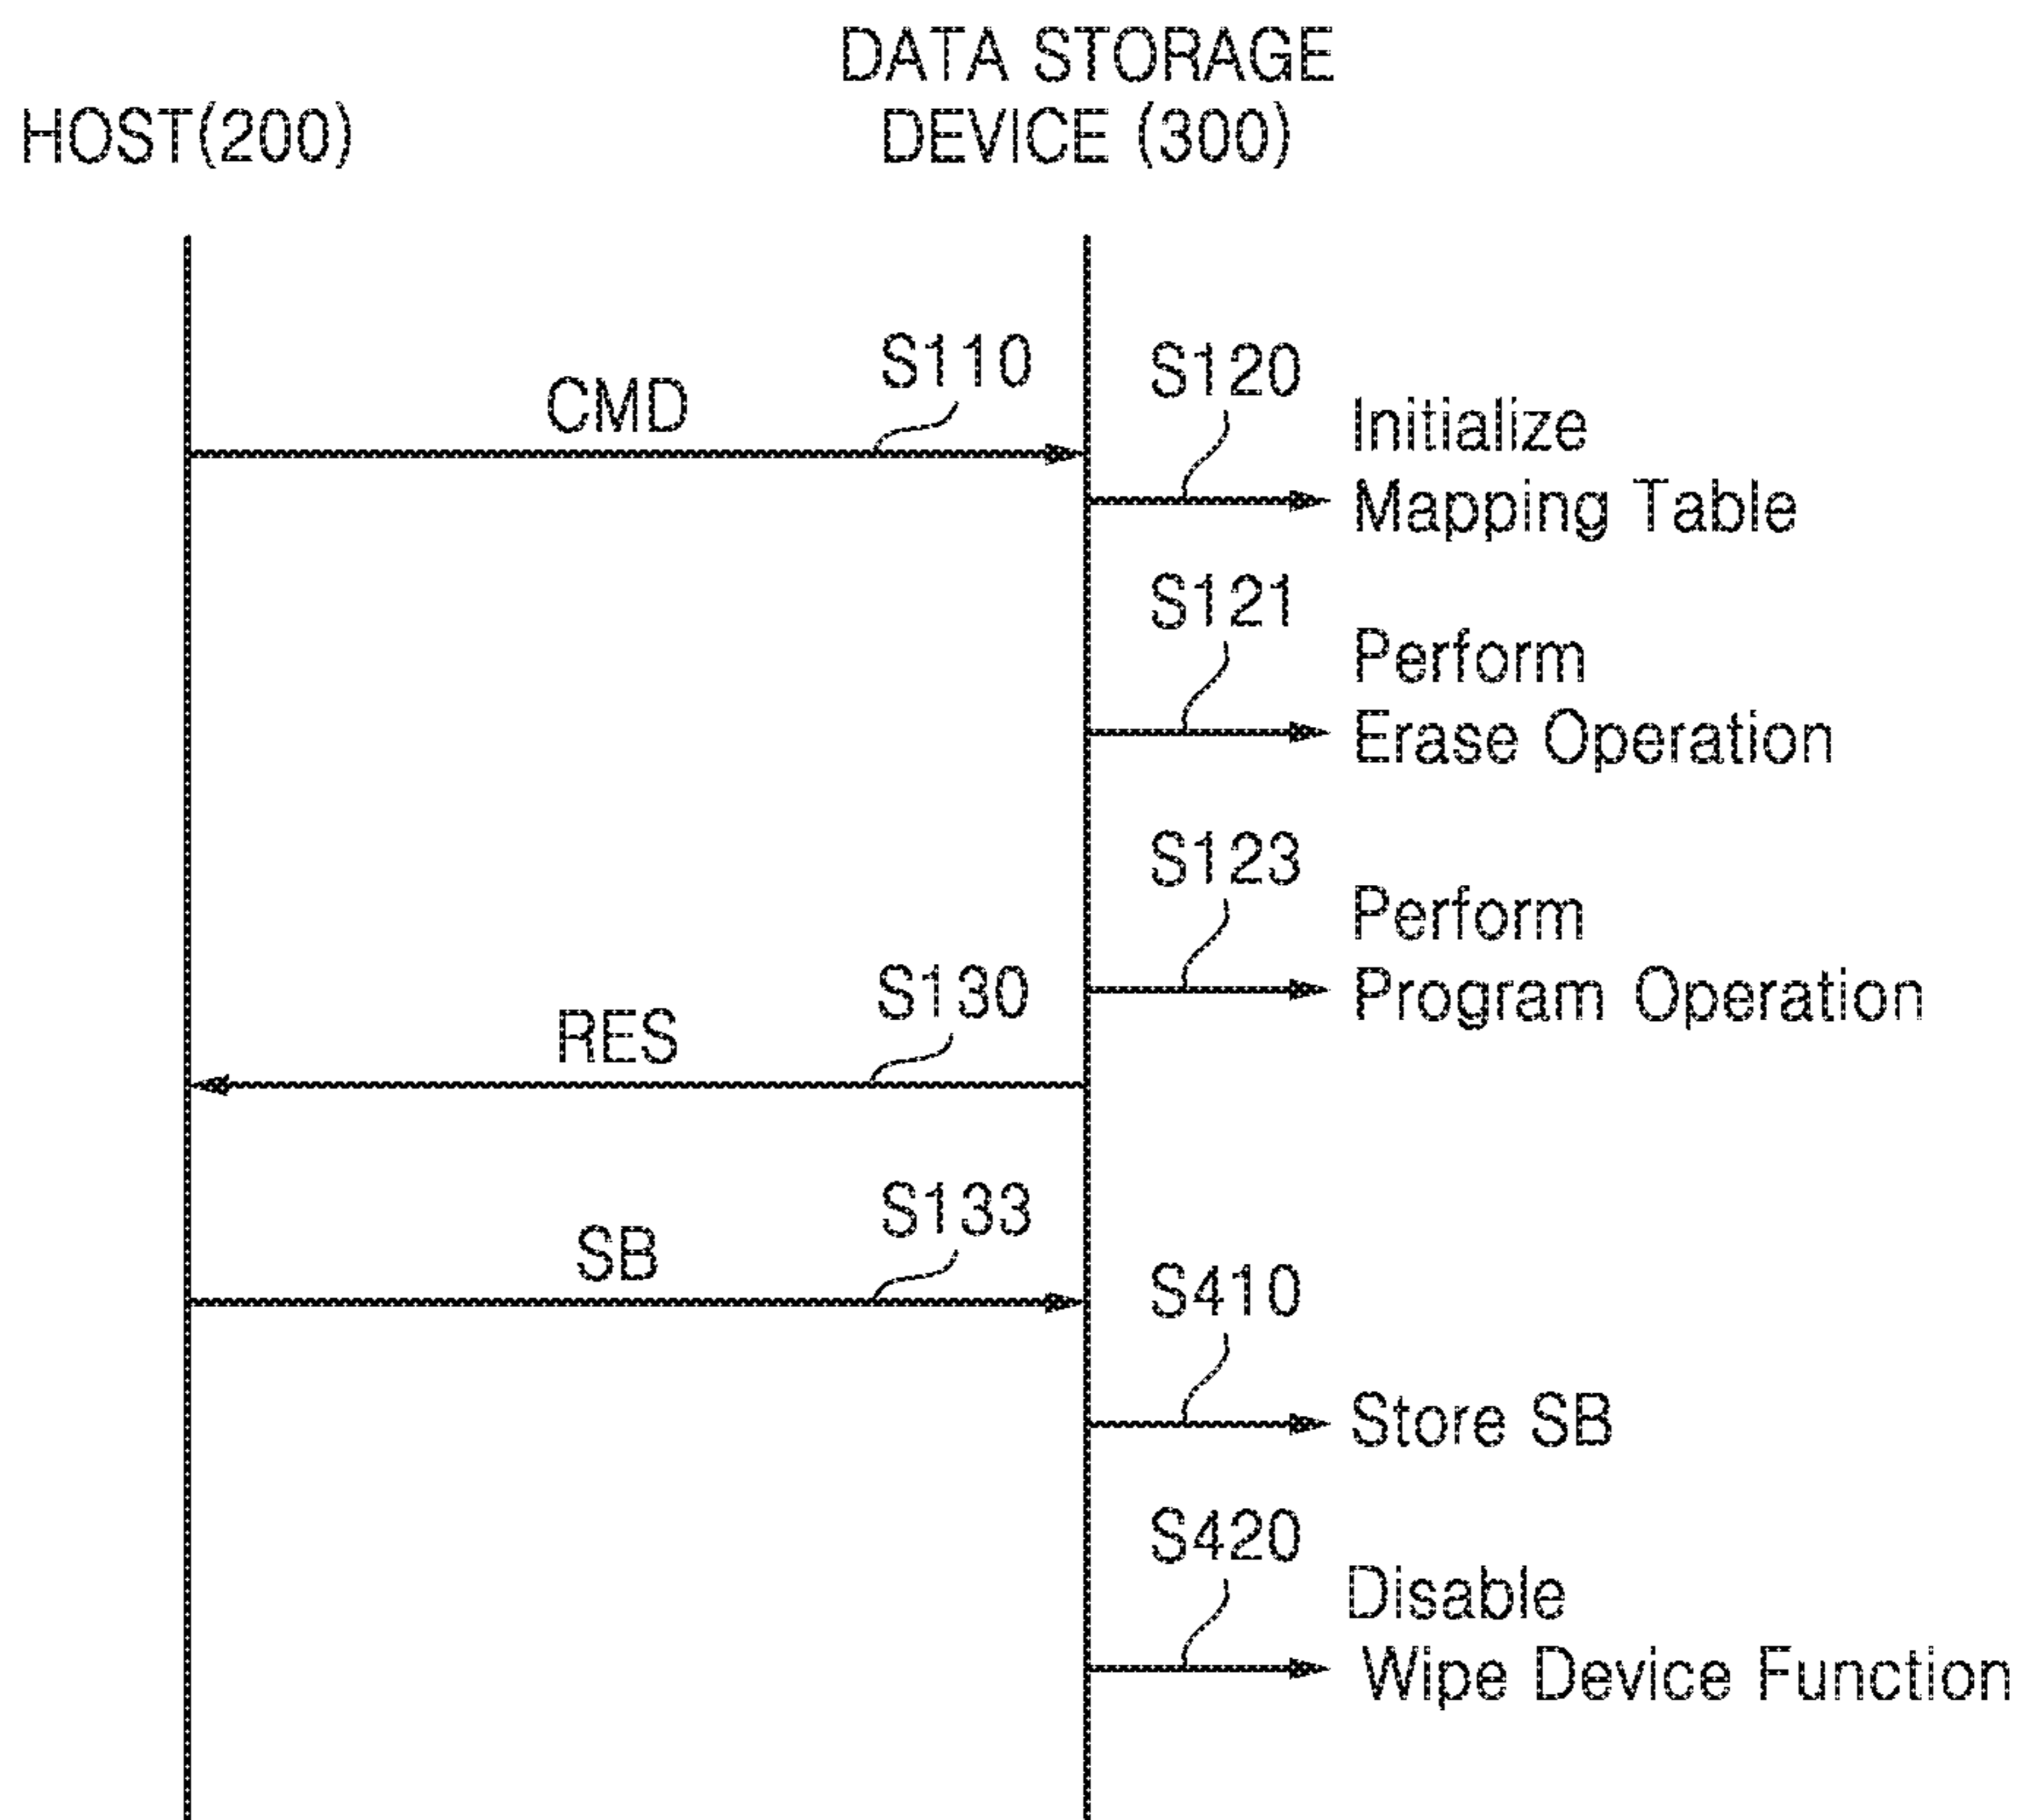 DATA STORAGE
HOST(200)
DEVICE (300)
S110
CMD
S120
Initialize
Mapping Table
S121
Perform
Erase Operation
S123
Perform
Program Operation
S130
RES
S133
SB
S410
Store SB
S420
Disable
Wipe Device Function